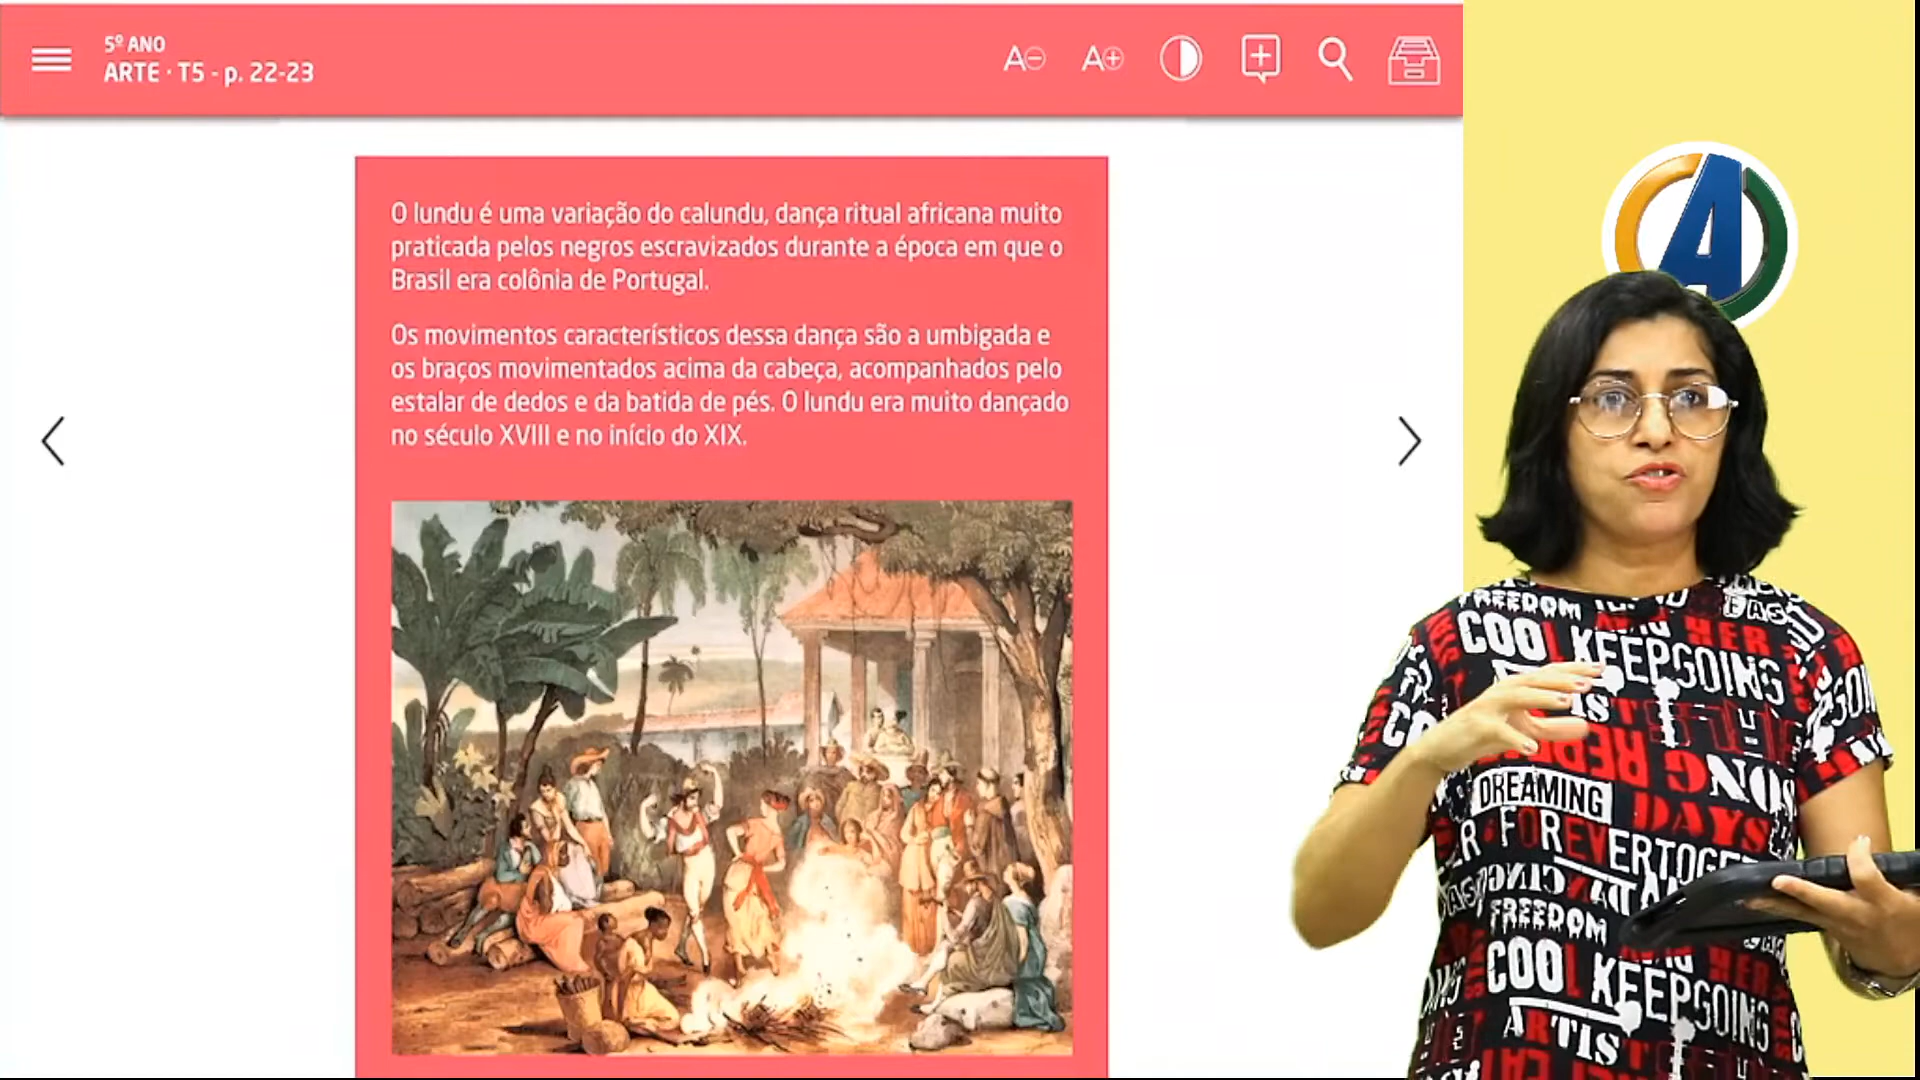 5º ANO
ARTE · T5 - p. 22-23
A
A
O lundu é uma variação do calundu, dança ritual africana muito
praticada pelos negros escravizados durante a época em que o
Brasil era colônia de Portugal.
Os movimentos característicos dessa dança são a umbigada e
os braços movimentados acima da cabeça, acompanhados pelo
estalar de dedos e da batida de pés. O lundu era muito dançado
no século XVIII e no início do XIX.
A
FREEDOM
COOL KEEPGOING
DREAMING
DAYS
FOREVERTOGE
DANCING
FREEDOM
COOL KEEPGOING
ARTIST